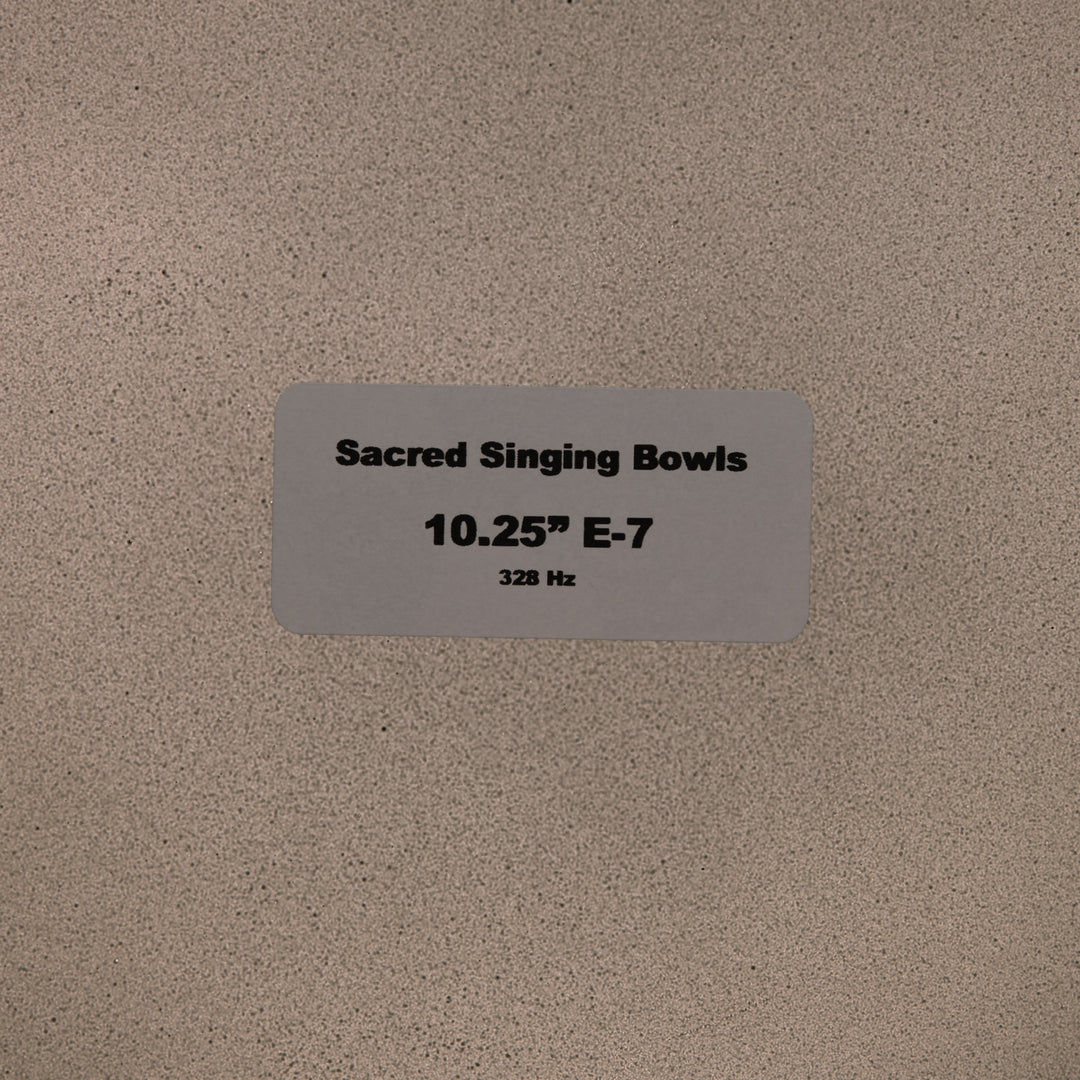 Sacred Singing Bowls
10.25” E-7
328 Hz